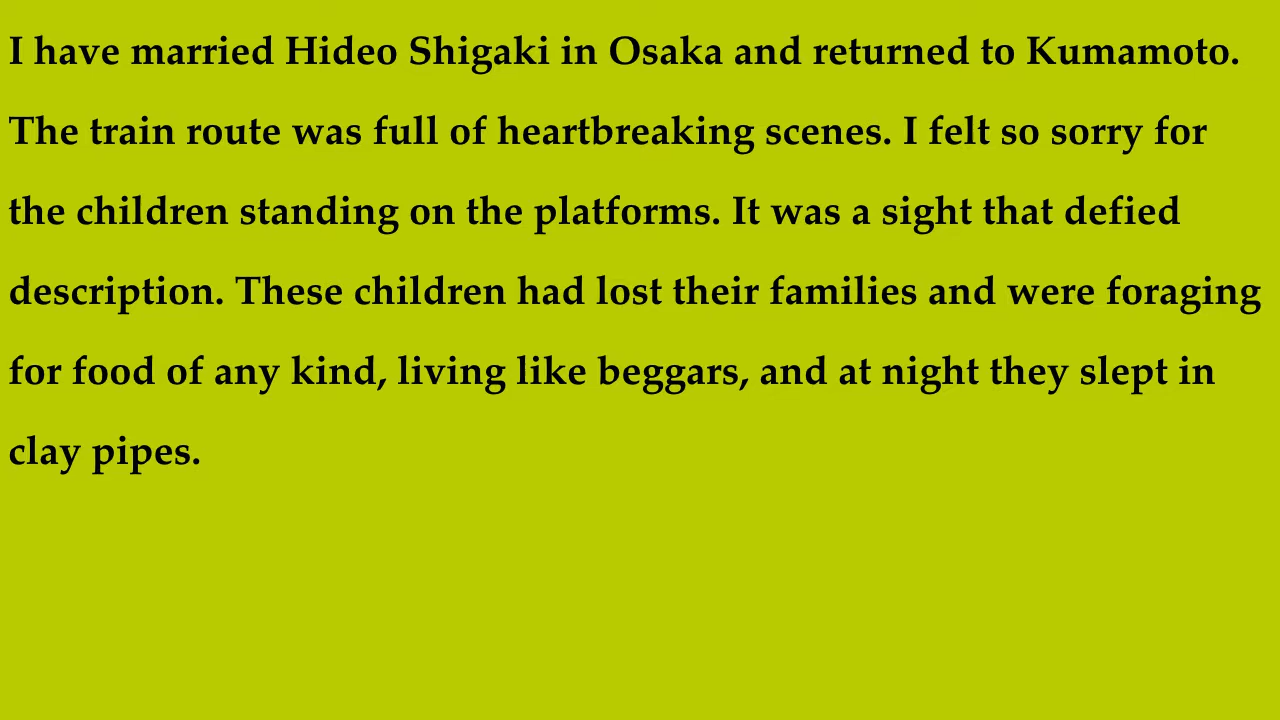 I have married Hideo Shigaki in Osaka and returned to Kumamoto.
The train route was full of heartbreaking scenes. I felt so sorry for
the children standing on the platforms. It was a sight that defied
description. These children had lost their families and were foraging
for food of any kind, living like beggars, and at night they slept in
clay pipes.